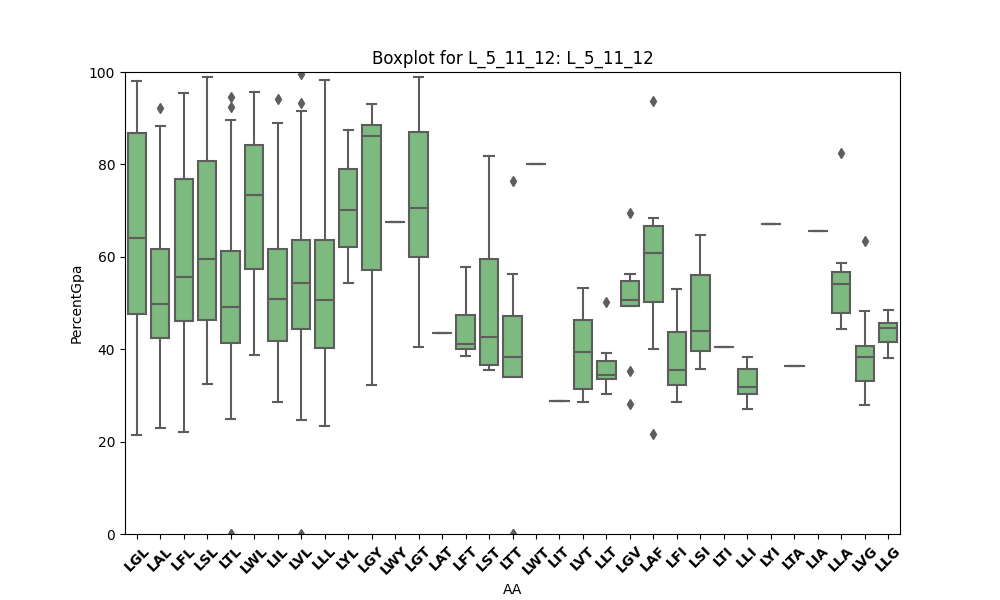 Boxplot for L_5_11_12: L_5_11_12
100
80
60
40
20
0
PercentGpa
LGL LAL LFL LSL LTL LWL LIL LVL LLL LYL LGY LWY LGT LAT LFT LST LTT LWT LIT LVT LLT LGV LAF LFI LSI LTI LLI LYI LTA LIA LLA LVG LLG
AA